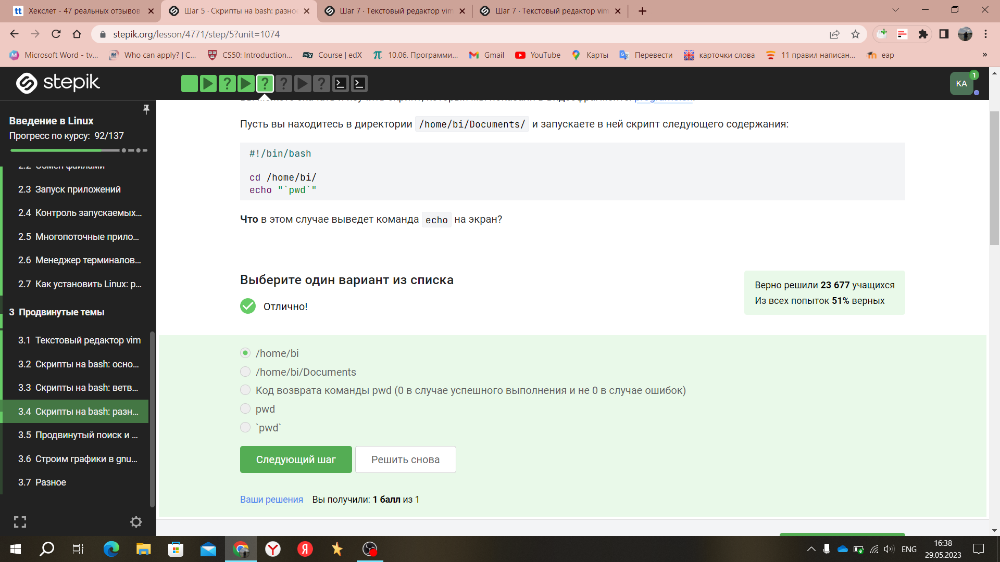 Хекслет - 47 реальных отзывов
Шаг 5 · Скрипты на bash: разно
Шаг 7 · Текстовый редактор vim
Шаг 7 · Текстовый редактор vim
stepik.org/lesson/4771/step/5?unit=1074
Microsoft Word - tv...
Who can apply? | C...
CS50: Introduction...
edX
Course | edX
10.06. Программи...
Gmail
YouTube
Карты
Перевести
карточки слова
11 правил написан...
eap
»
stepik
KA
1
Введение в Linux
Прогресс по курсу: 92/137
2.2 Обмен файлами
2.3 Запуск приложений
2.4 Контроль запускаемых...
2.5 Многопоточные прило...
2.6 Менеджер терминалов...
2.7 Как установить Linux: р...
3 Продвинутые темы
3.1 Текстовый редактор vim
3.2 Скрипты на bash: осно...
3.3 Скрипты на bash: ветв...
3.4 Скрипты на bash: разн...
3.5 Продвинутый поиск и ...
3.6 Строим графики в gnu...
3.7 Разное
Пусть вы находитесь в директории /home/bi/Documents/ и запускаете в ней скрипт следующего содержания:
#!/bin/bash
cd /home/bi/
echo "`pwd`"
Что в этом случае выведет команда echo на экран?
Выберите один вариант из списка
Отлично!
Верно решили 23 677 учащихся
Из всех попыток 51% верных
/home/bi
/home/bi/Documents
Код возврата команды pwd (0 в случае успешного выполнения и не 0 в случае ошибок)
pwd
`pwd`
Следующий шаг
Решить снова
Ваши решения Вы получили: 1 балл из 1
ENG
16:38
29.05.2023